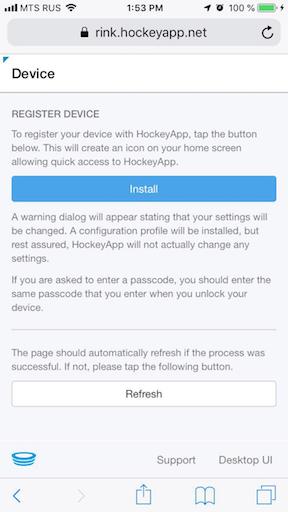 MTS RUS 1:53 PM 100 %
rink.hockeyapp.net
Device
REGISTER DEVICE
To register your device with HockeyApp, tap the button
below. This will create an icon on your home screen
allowing quick access to HockeyApp.
Install
A warning dialog will appear stating that your settings will
be changed. A configuration profile will be installed, but
rest assured, HockeyApp will not actually change any
settings.
If you are asked to enter a passcode, you should enter the
same passcode that you enter when you unlock your
device.
The page should automatically refresh if the process was
successful. If not, please tap the following button.
Refresh
Support Desktop UI